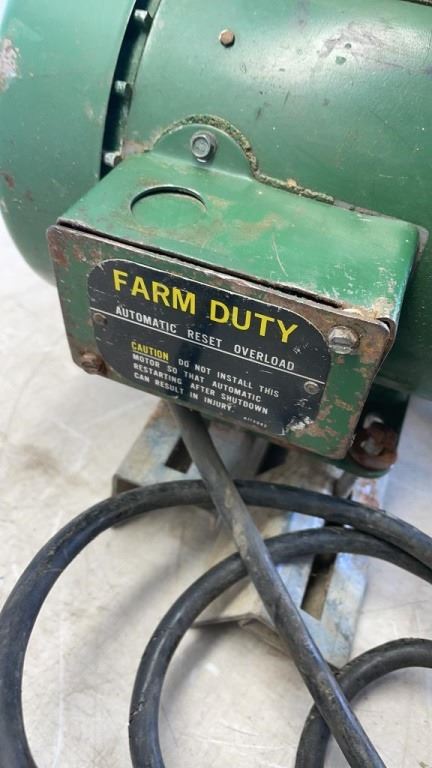 FARM DUTY
AUTOMATIC RESET OVERLOAD
CAUTION DO NOT INSTALL THIS
MOTOR SO THAT AUTOMATIC
RESTARTING AFTER SHUTDOWN
CAN RESULT IN INJURY.